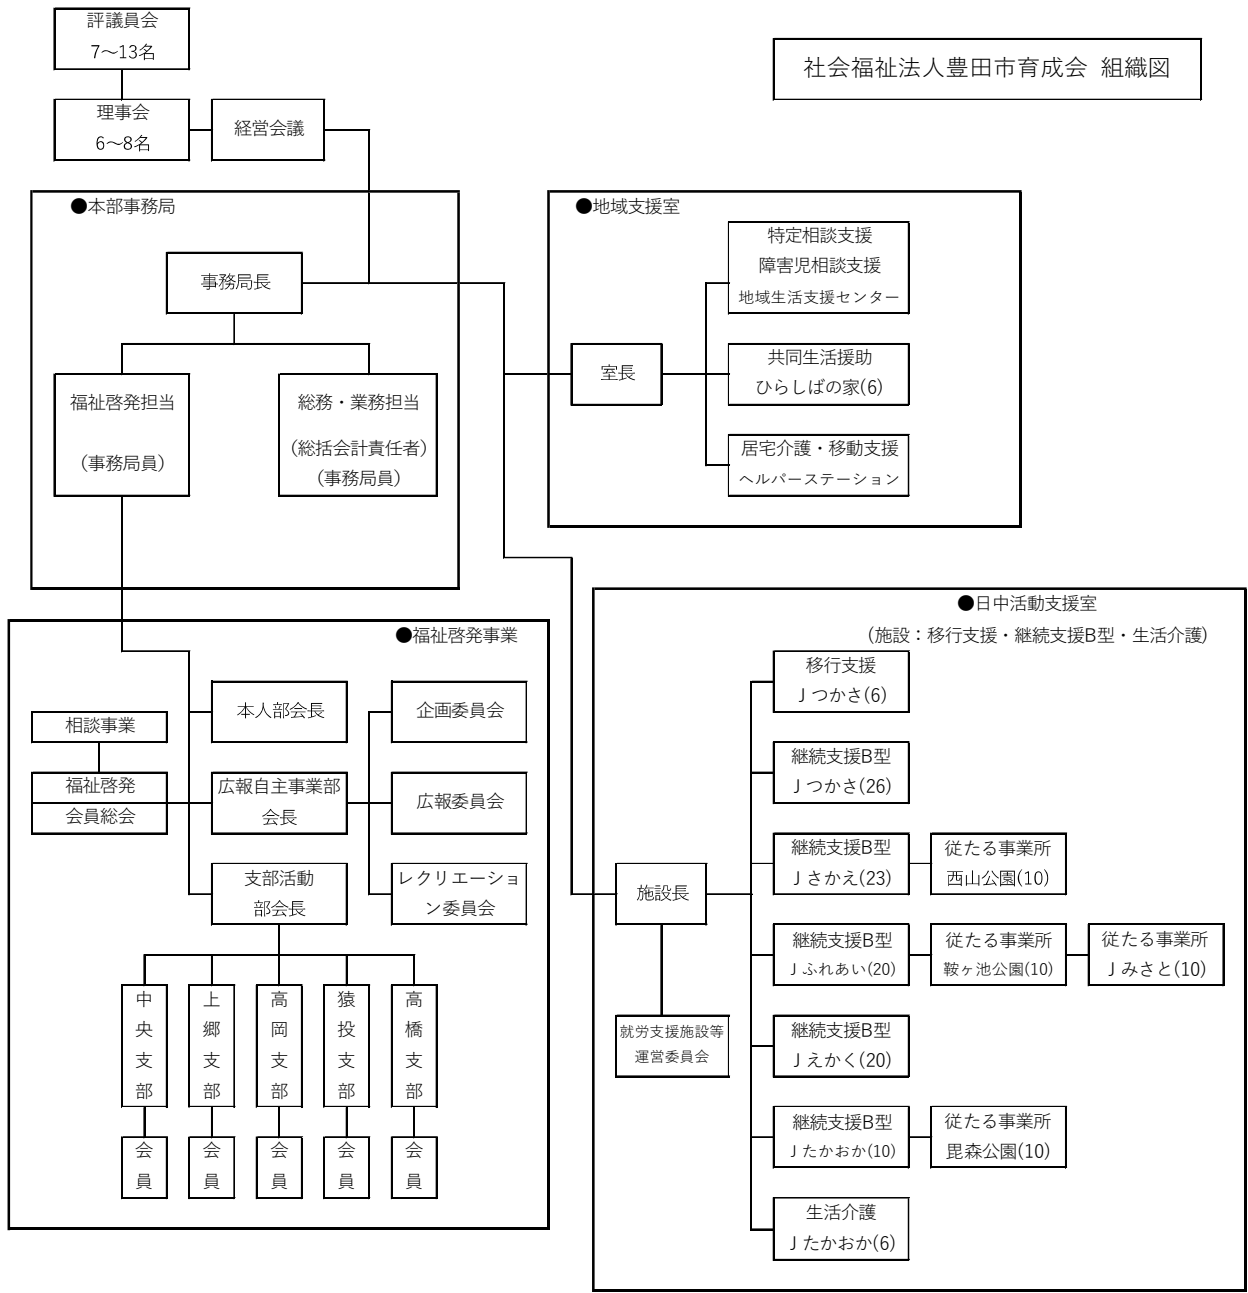 評議員会
7～13名
社会福祉法人豊田市育成会 組織図
理事会
6～8名
経営会議
●本部事務局
事務局長
福祉啓発担当
（事務局員）
総務・業務担当
（総括会計責任者）
（事務局員）
●地域支援室
室長
特定相談支援
障害児相談支援
地域生活支援センター
共同生活援助
ひらしばの家(6)
居宅介護・移動支援
ヘルパーステーション
●福祉啓発事業
相談事業
福祉啓発
会員総会
本人部会長
広報自主事業部
会長
支部活動
部会長
企画委員会
広報委員会
レクリエーショ
ン委員会
中央支部
上郷支部
高岡支部
猿投支部
高橋支部
会員
会員
会員
会員
会員
●日中活動支援室
（施設：移行支援・継続支援B型・生活介護）
施設長
就労支援施設等
運営委員会
移行支援
Ｊつかさ(6)
継続支援B型
Ｊつかさ(26)
継続支援B型
Ｊさかえ(23)
従たる事業所
西山公園(10)
継続支援B型
Ｊふれあい(20)
従たる事業所
鞍ヶ池公園(10)
従たる事業所
Ｊみさと(10)
継続支援B型
Ｊえかく(20)
継続支援B型
Ｊたかおか(10)
従たる事業所
毘森公園(10)
生活介護
Ｊたかおか(6)